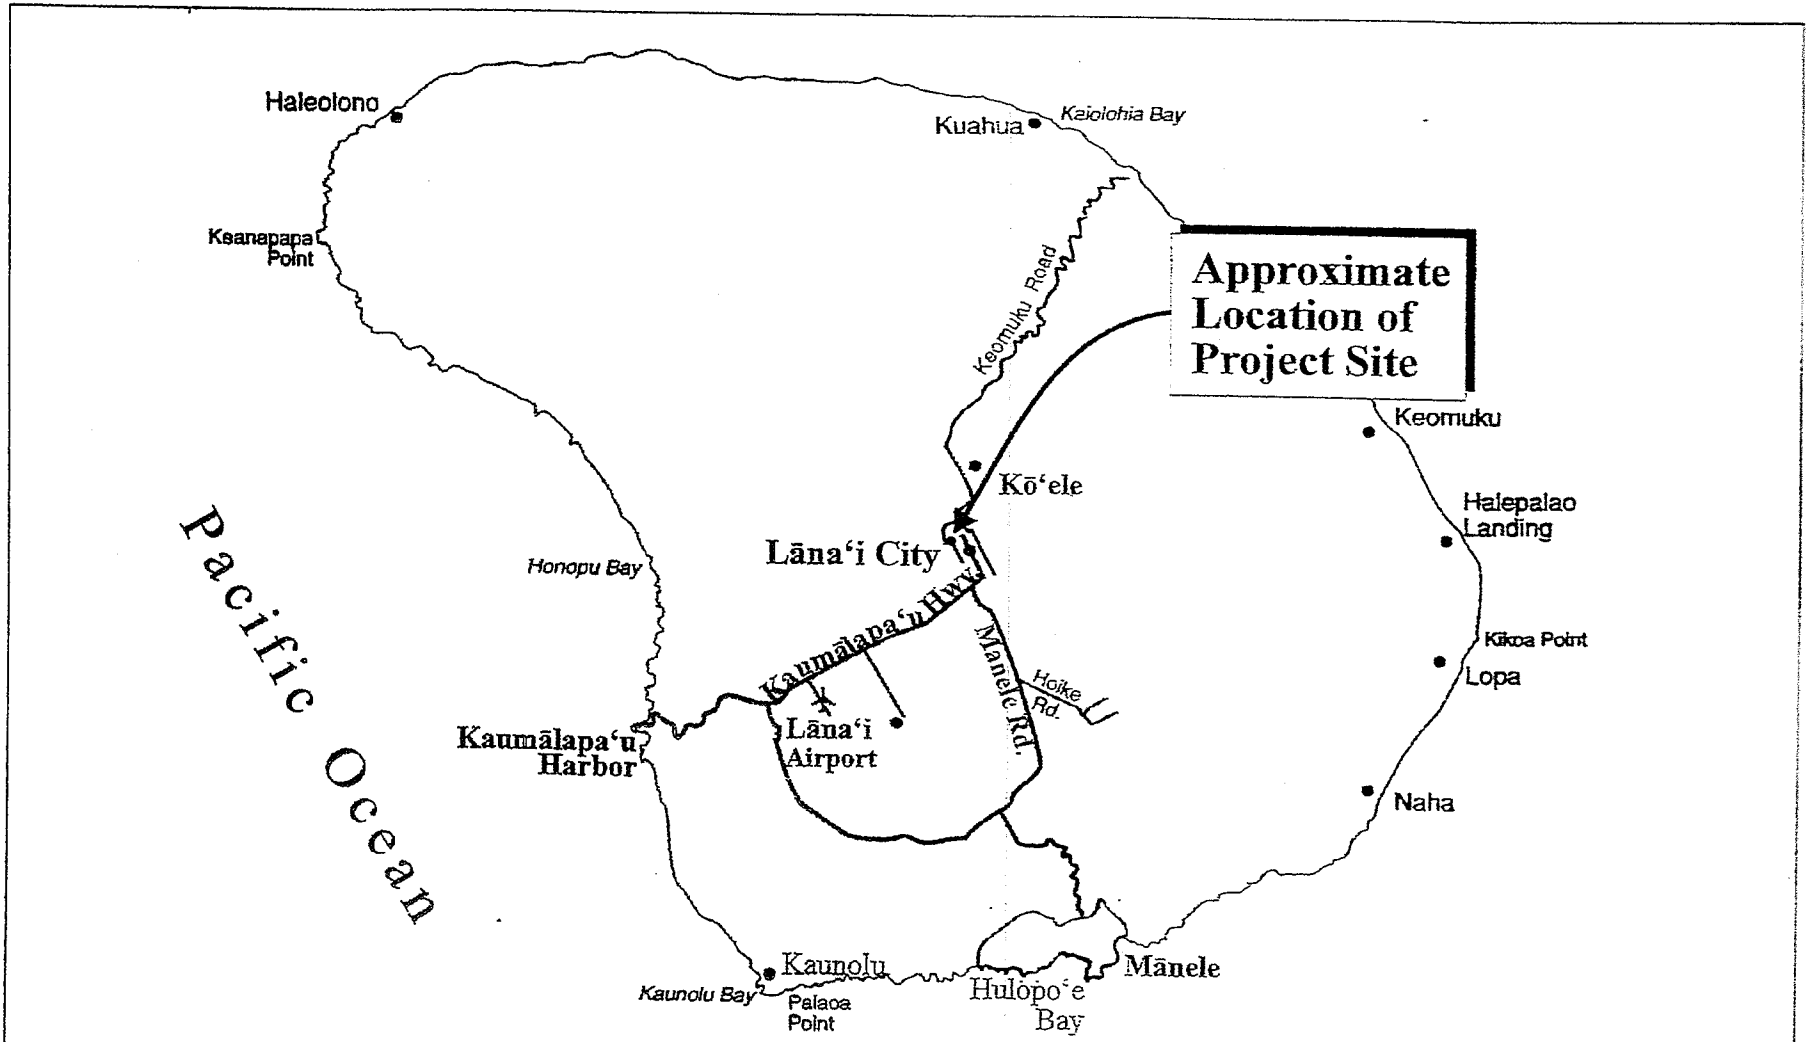 Haleolono
Kuahua
Kaiolohia Bay
Keanapapa
Point
Keomuku Road
Approximate
Location of
Project Site
Keomuku
Kō‘ele
Halepalao
Landing
Lāna‘i City
Honopu Bay
Pacific Ocean
Kaumālapa‘u Hwy.
Manele Rd.
Hoike
Rd.
Kikoa Point
Lopa
Kaumālapa‘u
Harbor
Lāna‘i
Airport
Naha
Kaunolu
Mānele
Kaunolu Bay
Palaoa
Point
Hulopo‘e
Bay